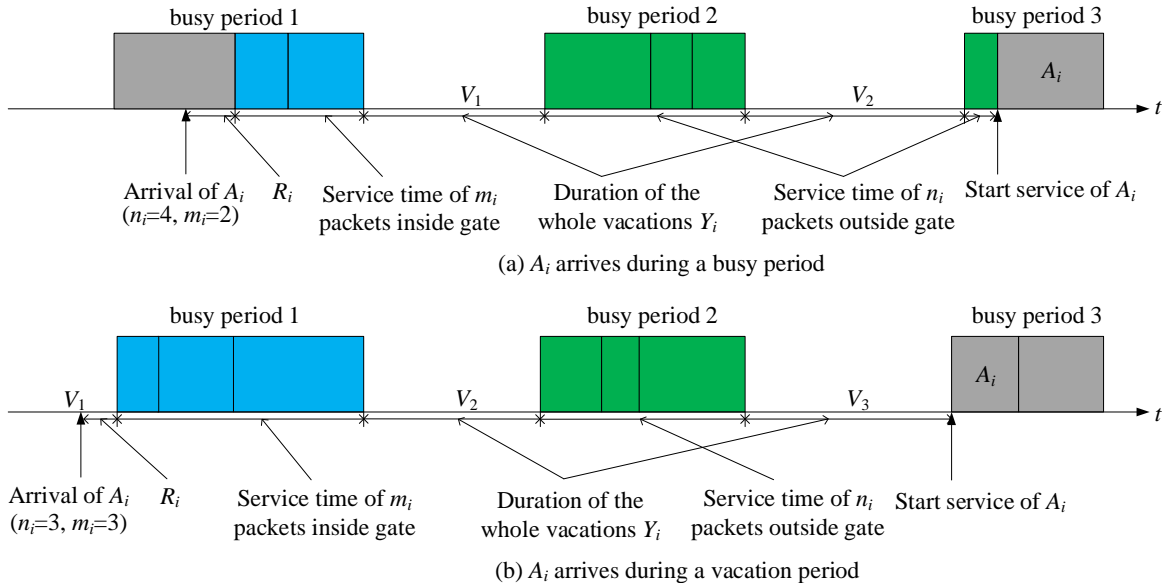 busy period 1
busy period 2
busy period 3
A_i
V_1
V_2
t
Arrival of A_i
(n_i=4, m_i=2)
R_i
Service time of m_i
packets inside gate
Duration of the
whole vacations Y_i
Service time of n_i
packets outside gate
Start service of A_i
(a) A_i arrives during a busy period
busy period 1
busy period 2
busy period 3
V_1
V_2
V_3
A_i
t
Arrival of A_i
(n_i=3, m_i=3)
R_i
Service time of m_i
packets inside gate
Duration of the
whole vacations Y_i
Service time of n_i
packets outside gate
Start service of A_i
(b) A_i arrives during a vacation period